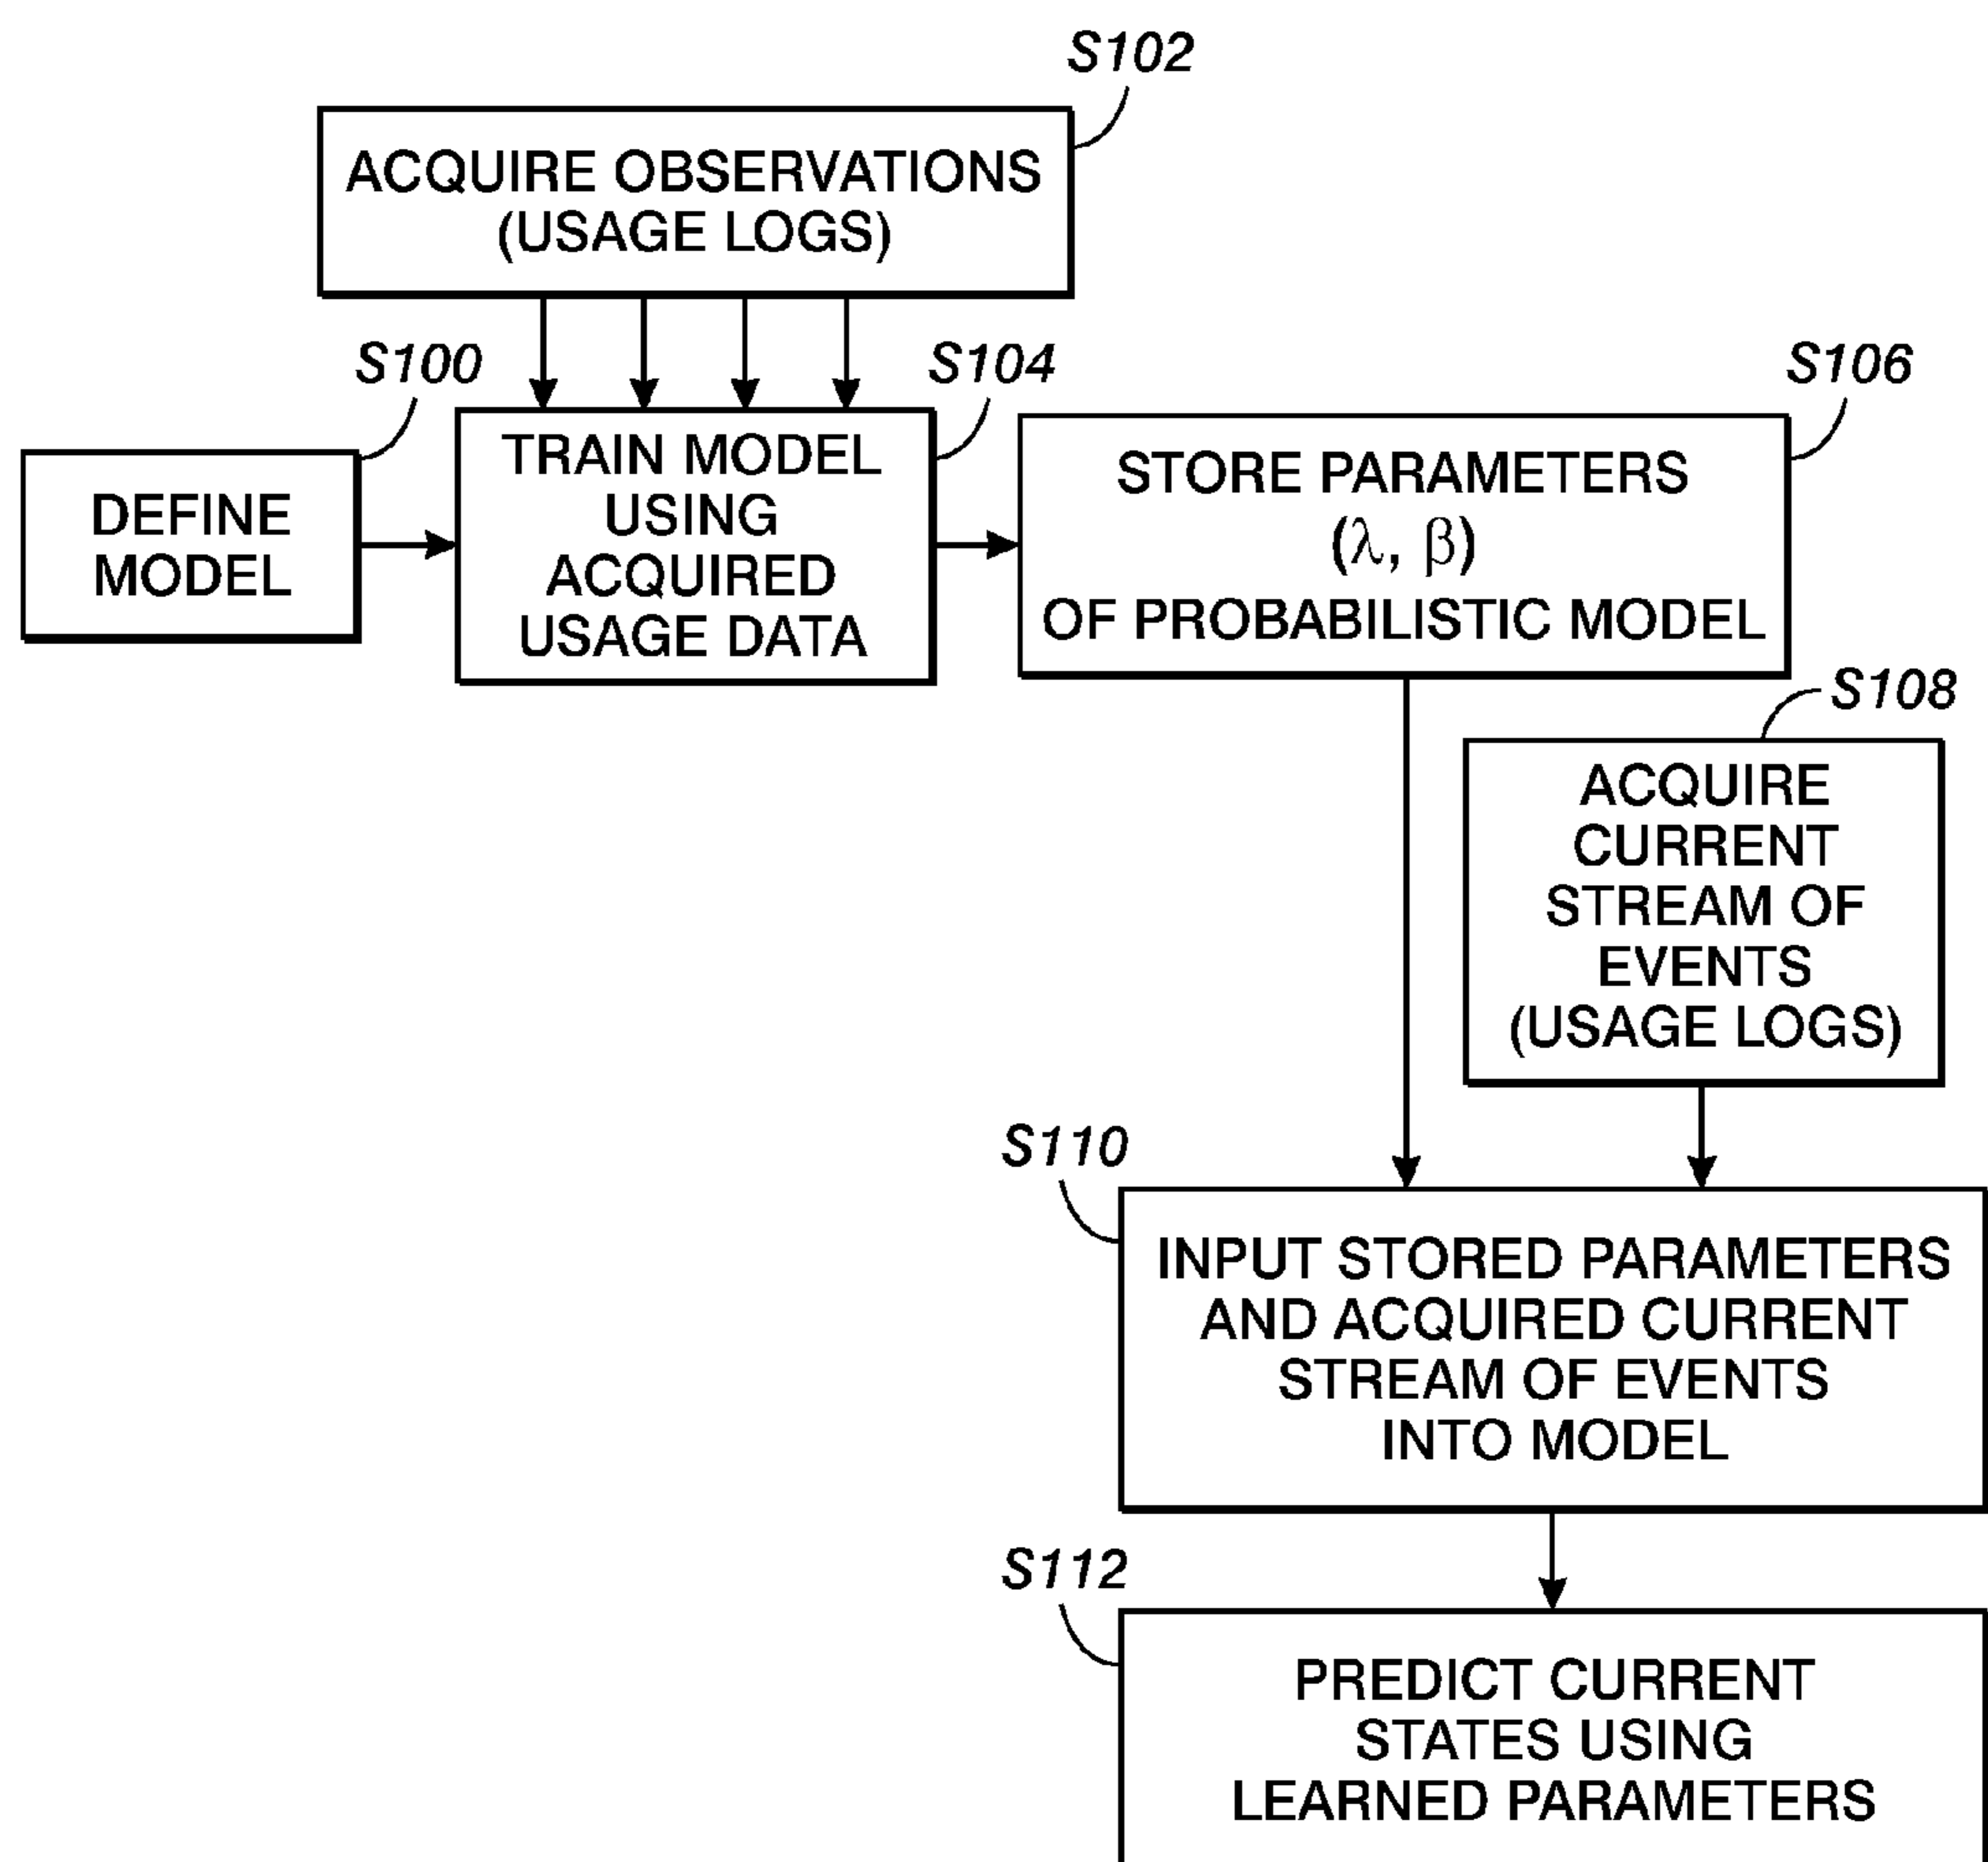 S102
ACQUIRE OBSERVATIONS
(USAGE LOGS)
S100
DEFINE
MODEL
S104
TRAIN MODEL
USING
ACQUIRED
USAGE DATA
S106
STORE PARAMETERS
(λ, β)
OF PROBABILISTIC MODEL
S108
ACQUIRE
CURRENT
STREAM OF
EVENTS
(USAGE LOGS)
S110
INPUT STORED PARAMETERS
AND ACQUIRED CURRENT
STREAM OF EVENTS
INTO MODEL
S112
PREDICT CURRENT
STATES USING
LEARNED PARAMETERS